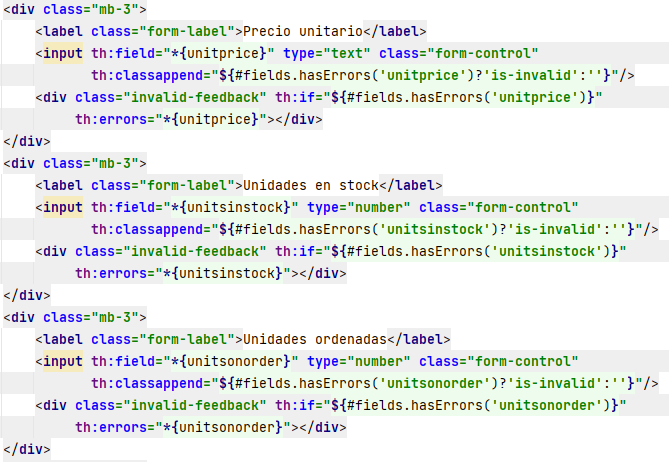 <div class="mb-3">
    <label class="form-label">Precio unitario</label>
    <input th:field="*{unitprice}" type="text" class="form-control"
           th:classappend="${#fields.hasErrors('unitprice')?'is-invalid':''}"/>
    <div class="invalid-feedback" th:if="${#fields.hasErrors('unitprice')}"
         th:errors="*{unitprice}"></div>
</div>
<div class="mb-3">
    <label class="form-label">Unidades en stock</label>
    <input th:field="*{unitsinstock}" type="number" class="form-control"
           th:classappend="${#fields.hasErrors('unitsinstock')?'is-invalid':''}"/>
    <div class="invalid-feedback" th:if="${#fields.hasErrors('unitsinstock')}"
         th:errors="*{unitsinstock}"></div>
</div>
<div class="mb-3">
    <label class="form-label">Unidades ordenadas</label>
    <input th:field="*{unitsonorder}" type="number" class="form-control"
           th:classappend="${#fields.hasErrors('unitsonorder')?'is-invalid':''}"/>
    <div class="invalid-feedback" th:if="${#fields.hasErrors('unitsonorder')}"
         th:errors="*{unitsonorder}"></div>
</div>